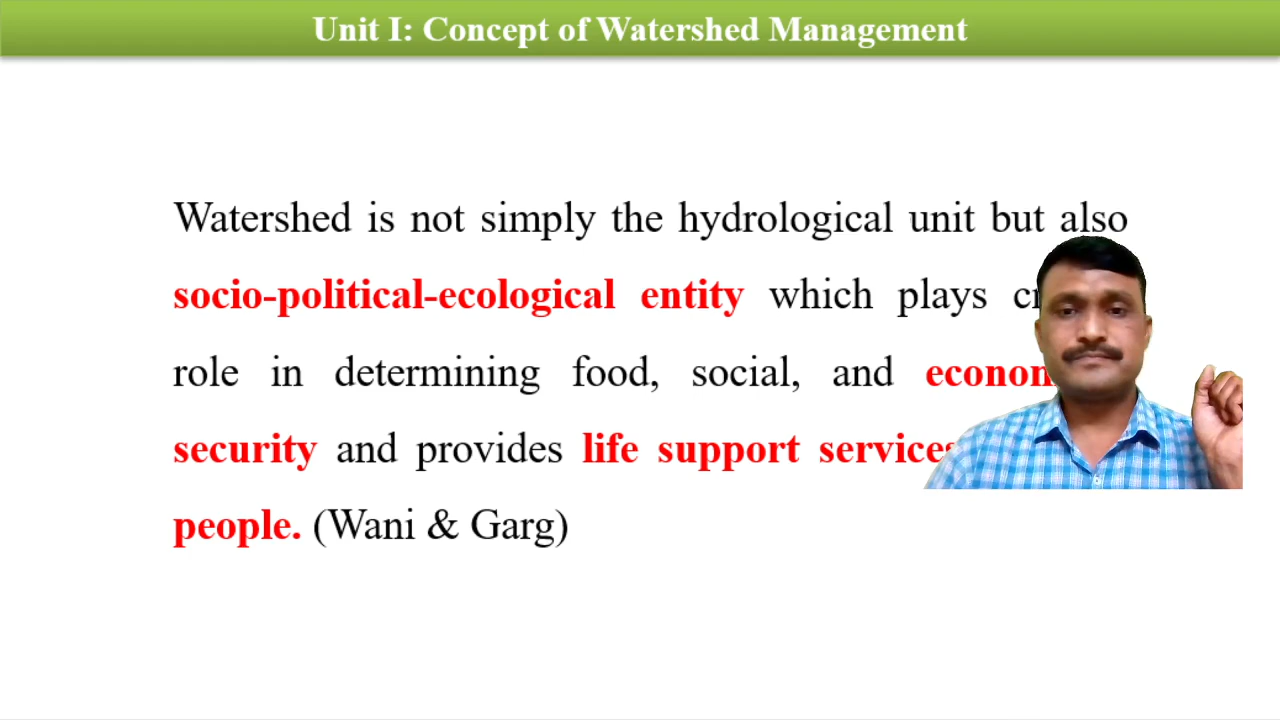 Unit I: Concept of Watershed Management
Watershed is not simply the hydrological unit but also
socio-political-ecological entity which plays
role in determining food, social, and
security and provides life support services
people. (Wani & Garg)